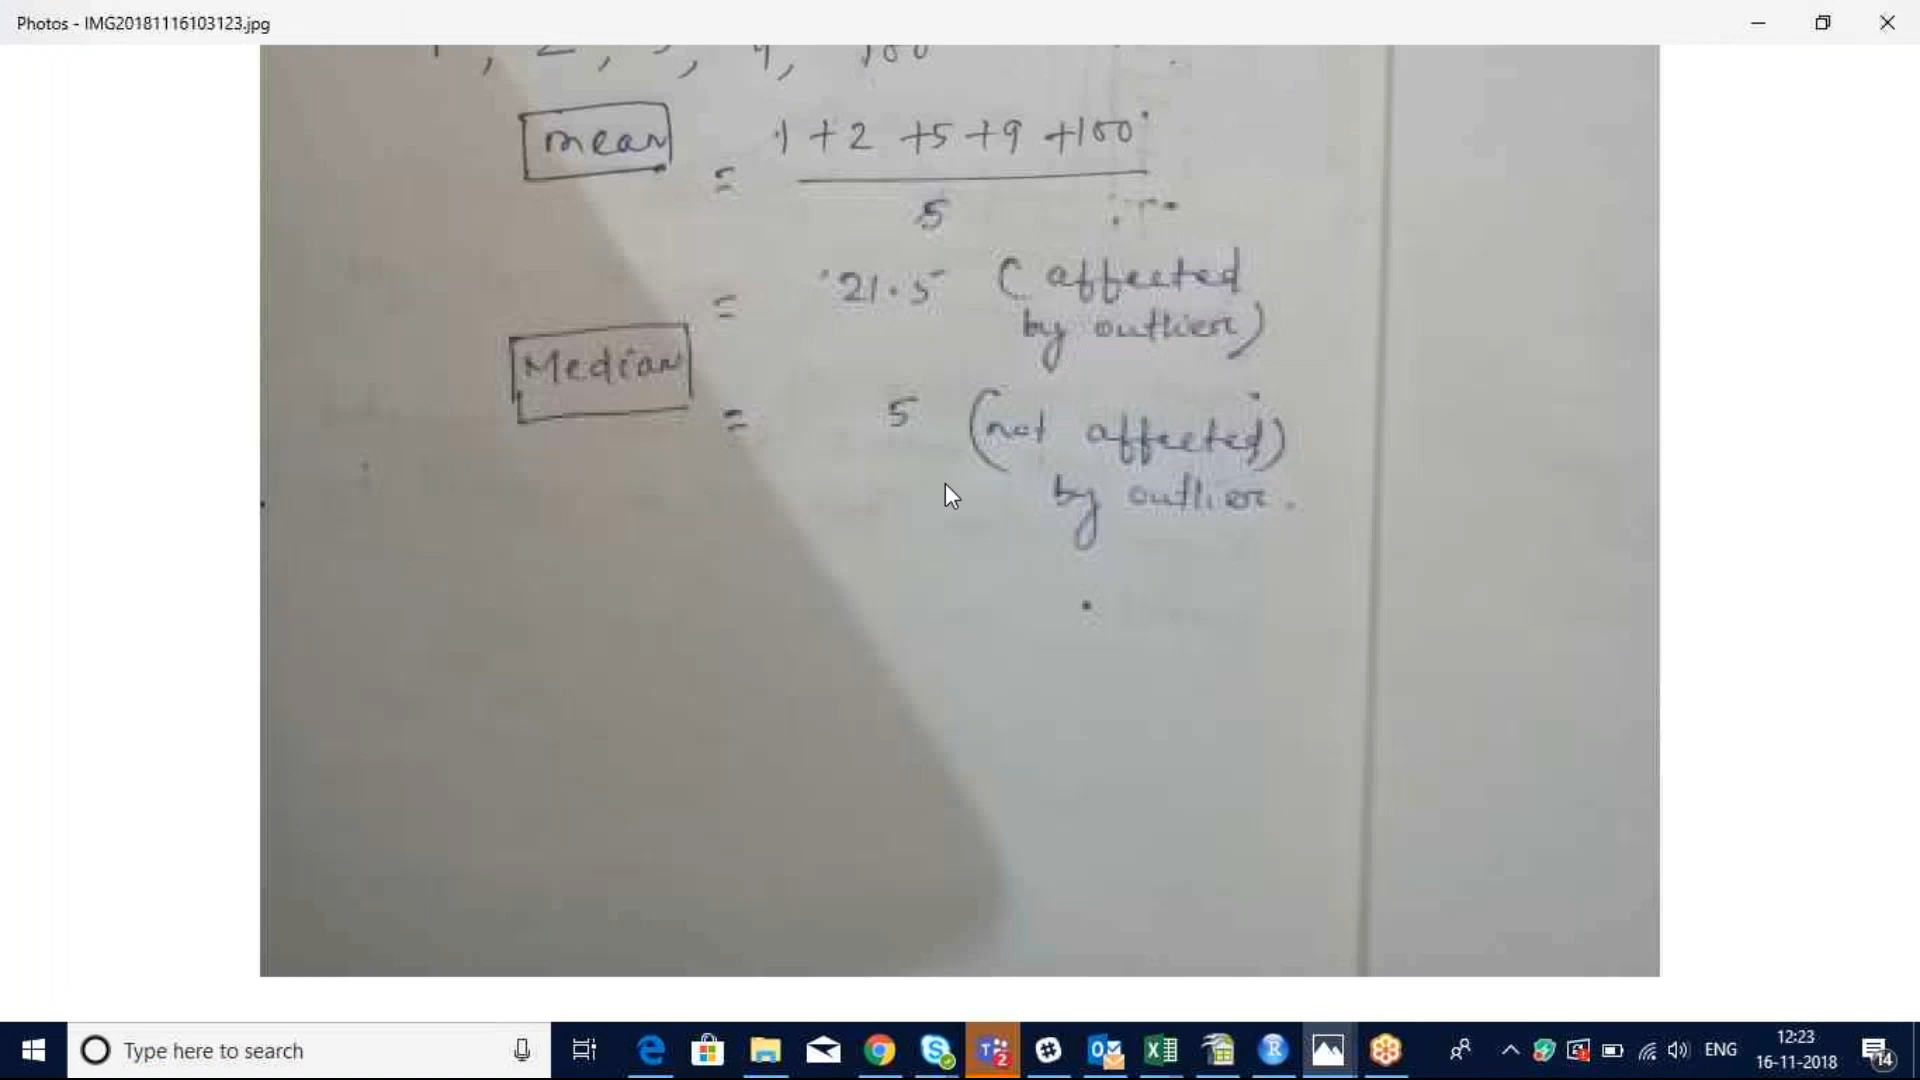 Photos - IMG20181116103123.jpg
mean
1 + 2 + 5 + 9 + 100
=
5
= 21.5 (affected
by outlier)
Median
= 5 (not affected)
by outlier.
Type here to search
ENG
12:23
16-11-2018
14